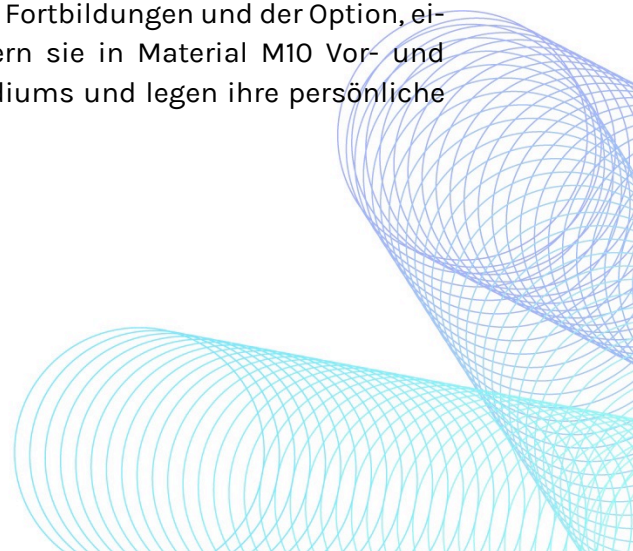 Fortbildungen und der Option, ei-
ern sie in Material M10 Vor- und
diums und legen ihre persönliche